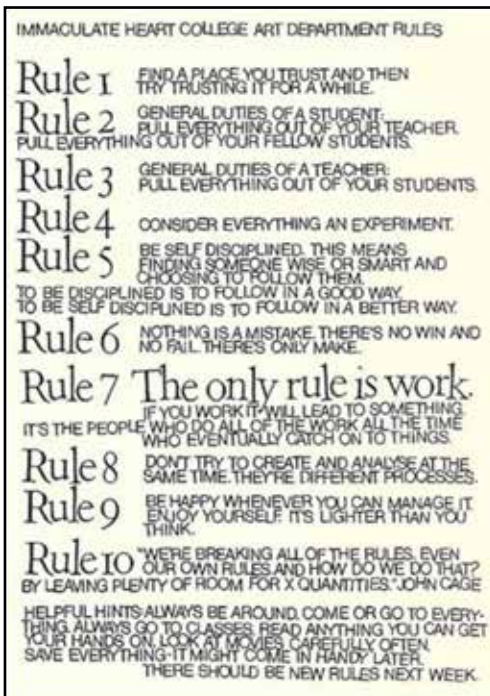 IMMACULATE HEART COLLEGE ART DEPARTMENT RULES
Rule 1 FIND A PLACE YOU TRUST AND THEN
TRY TRUSTING IT FOR A WHILE.
Rule 2 GENERAL DUTIES OF A STUDENT:
PULL EVERYTHING OUT OF YOUR TEACHER.
PULL EVERYTHING OUT OF YOUR FELLOW STUDENTS.
Rule 3 GENERAL DUTIES OF A TEACHER:
PULL EVERYTHING OUT OF YOUR STUDENTS.
Rule 4 CONSIDER EVERYTHING AN EXPERIMENT.
Rule 5 BE SELF DISCIPLINED. THIS MEANS
FINDING SOMEONE WISE OR SMART AND
CHOOSING TO FOLLOW THEM.
TO BE DISCIPLINED IS TO FOLLOW IN A GOOD WAY.
TO BE SELF DISCIPLINED IS TO FOLLOW IN A BETTER WAY.
Rule 6 NOTHING IS A MISTAKE. THERE'S NO WIN AND
NO FAIL. THERE'S ONLY MAKE.
Rule 7 The only rule is work.
IF YOU WORK IT WILL LEAD TO SOMETHING.
IT'S THE PEOPLE WHO DO ALL OF THE WORK ALL THE TIME
WHO EVENTUALLY CATCH ON TO THINGS.
Rule 8 DON'T TRY TO CREATE AND ANALYSE AT THE
SAME TIME. THEY'RE DIFFERENT PROCESSES.
Rule 9 BE HAPPY WHENEVER YOU CAN MANAGE IT.
ENJOY YOURSELF. IT'S LIGHTER THAN YOU
THINK.
Rule 10 "WE'RE BREAKING ALL OF THE RULES. EVEN
OUR OWN RULES AND HOW DO WE DO THAT?
BY LEAVING PLENTY OF ROOM FOR X QUANTITIES." JOHN CAGE
HELPFUL HINTS: ALWAYS BE AROUND. COME OR GO TO EVERY-
THING. ALWAYS GO TO CLASSES. READ ANYTHING YOU CAN GET
YOUR HANDS ON. LOOK AT MOVIES CAREFULLY, OFTEN.
SAVE EVERYTHING-IT MIGHT COME IN HANDY LATER.
THERE SHOULD BE NEW RULES NEXT WEEK.